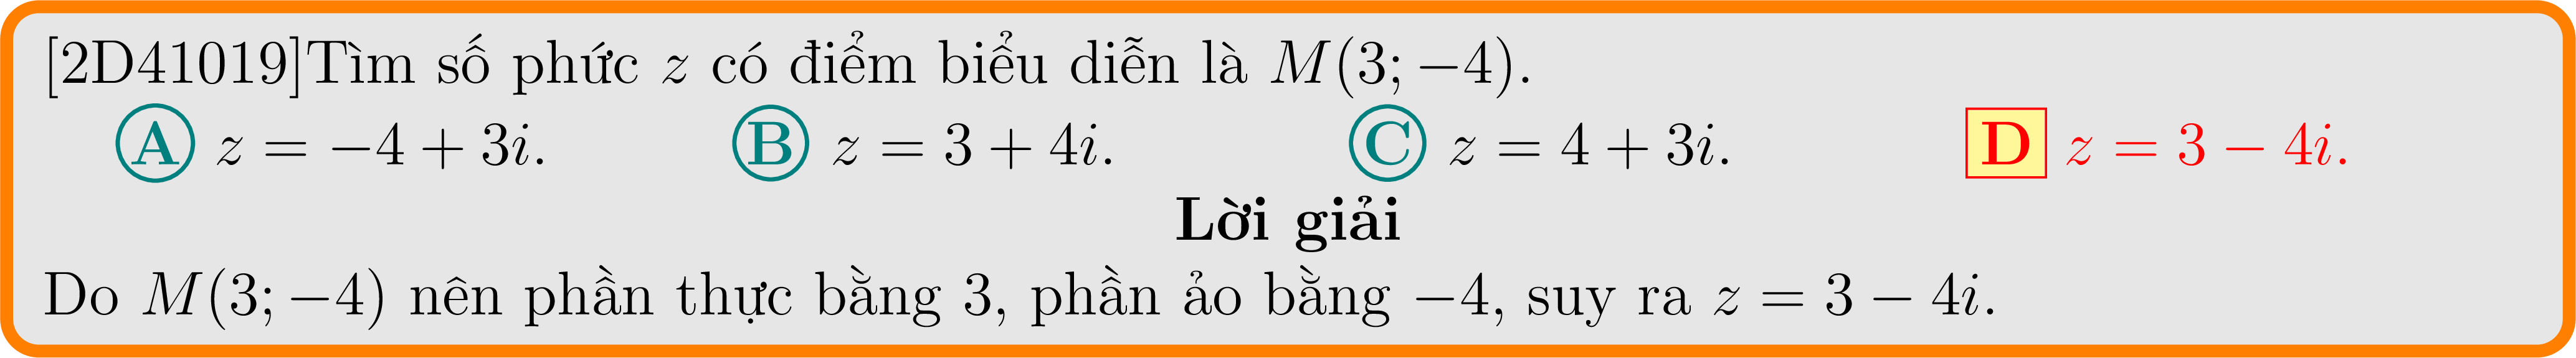 [2D41019]Tìm số phức z có điểm biểu diễn là M(3; −4).
A z = −4 + 3i. B z = 3 + 4i. C z = 4 + 3i. D z = 3 − 4i.
Lời giải
Do M(3; −4) nên phần thực bằng 3, phần ảo bằng −4, suy ra z = 3 − 4i.